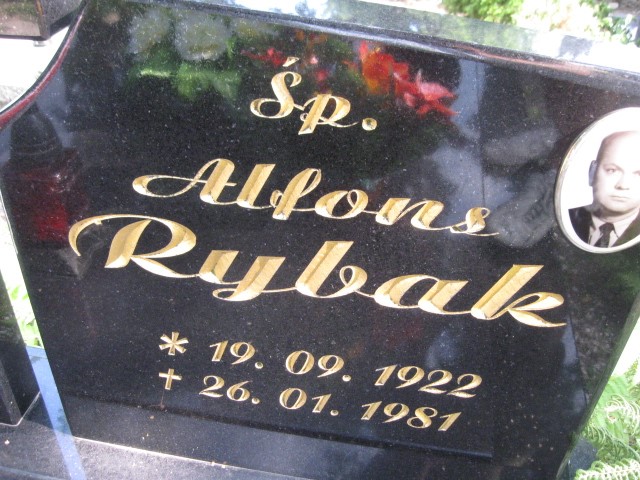 Śp.
Alfons
Rybak
* 19. 09. 1922
† 26. 01. 1981